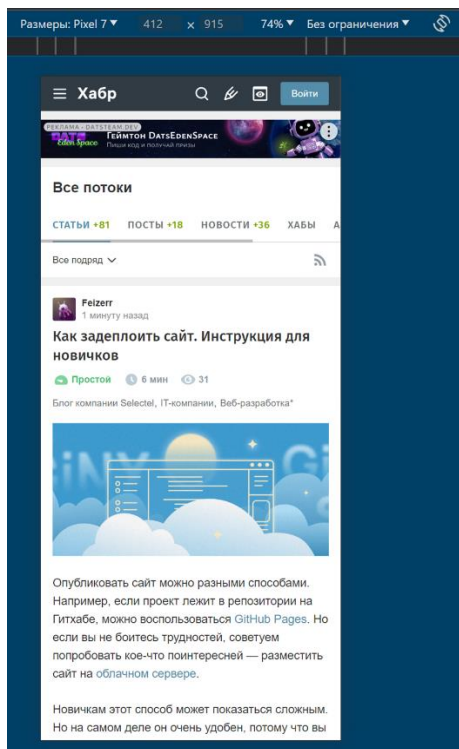 Размеры: Pixel 7 ▼ 412 × 915 74% ▼ Без ограничения ▼
Хабр Войти
РЕКЛАМА • DATSTEAM.DEV
DATS Геймтон DatsEdenSpace
Eden Space Пиши код и получай призы
Все потоки
СТАТЬИ +81 ПОСТЫ +18 НОВОСТИ +36 ХАБЫ А
Все подряд
Feizerr
1 минуту назад
Как задеплоить сайт. Инструкция для
новичков
Простой 6 мин 31
Блог компании Selectel, IT-компании, Веб-разработка*
Опубликовать сайт можно разными способами.
Например, если проект лежит в репозитории на
Гитхабе, можно воспользоваться GitHub Pages. Но
если вы не боитесь трудностей, советуем
попробовать кое-что поинтересней — разместить
сайт на облачном сервере.
Новичкам этот способ может показаться сложным.
Но на самом деле он очень удобен, потому что вы